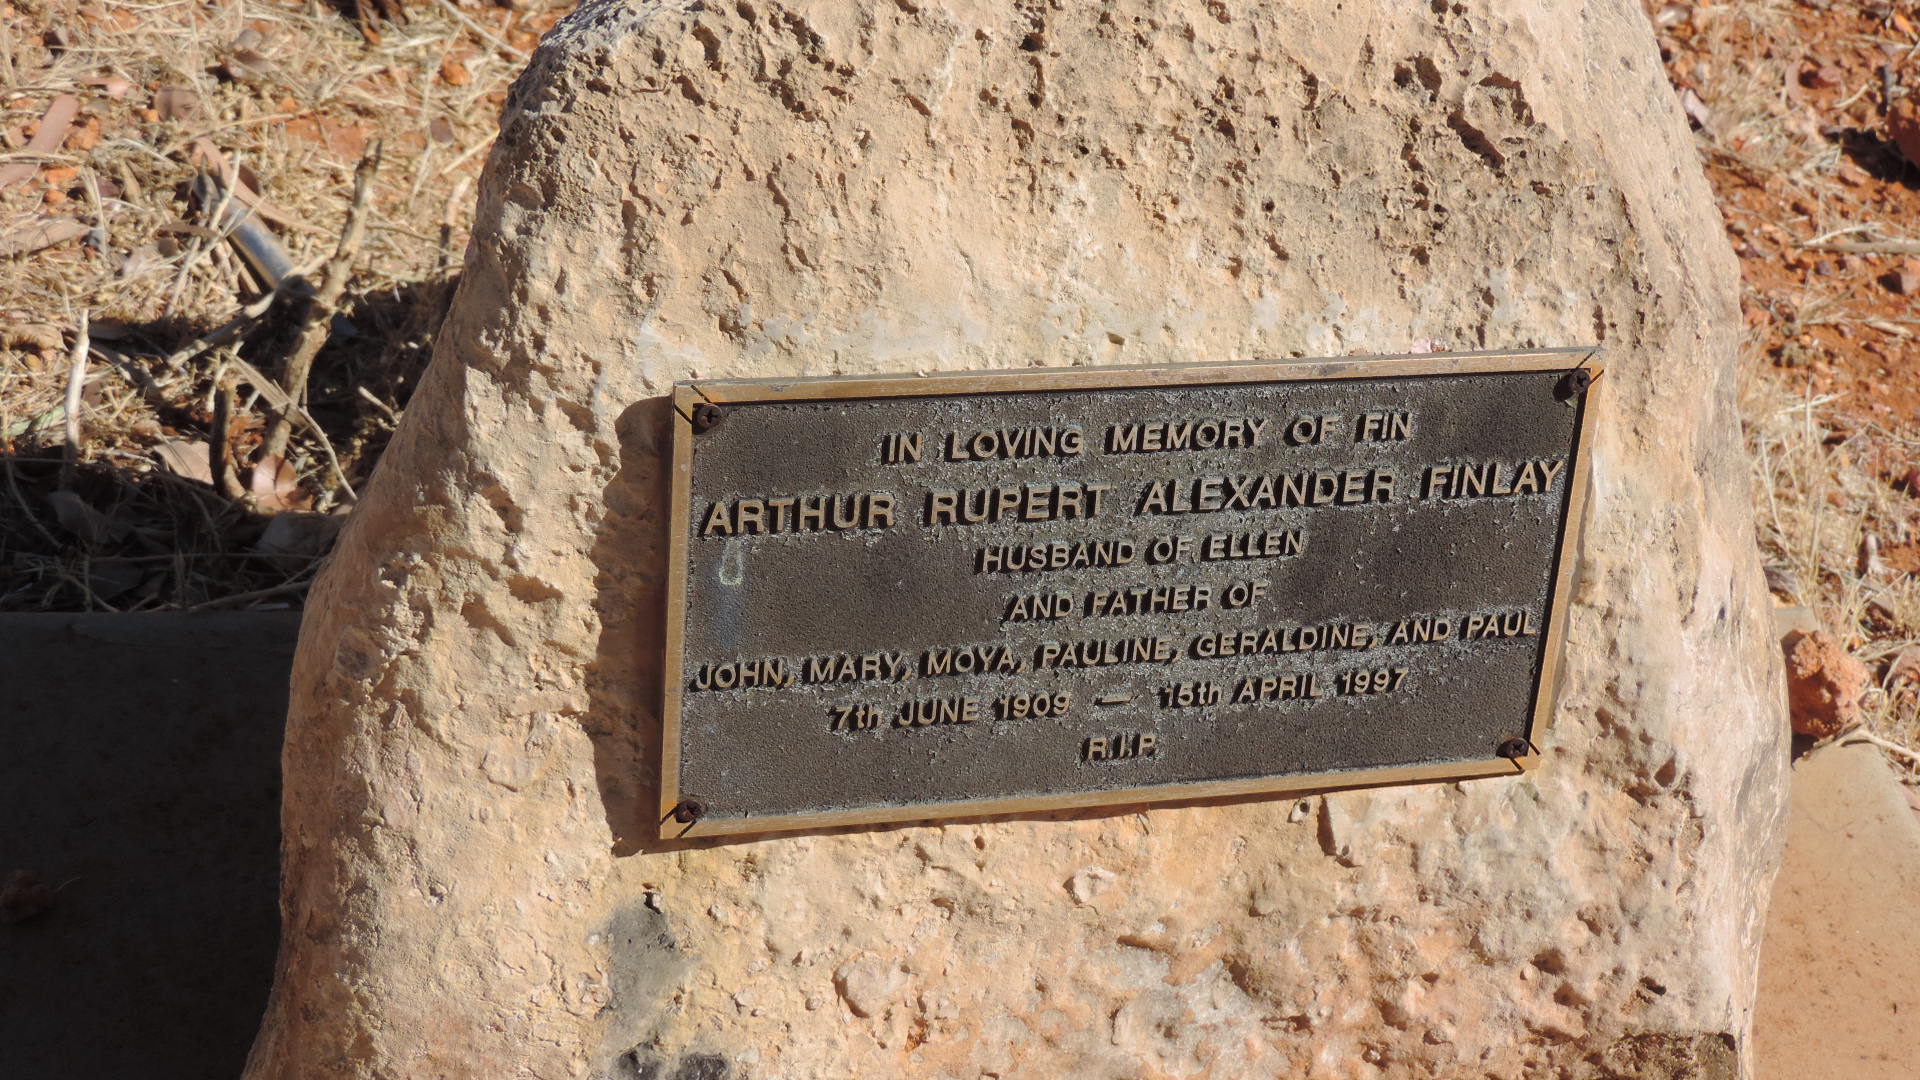 IN LOVING MEMORY OF FIN
ARTHUR RUPERT ALEXANDER FINLAY
HUSBAND OF ELLEN
AND FATHER OF
JOHN, MARY, MOYA, PAULINE, GERALDINE, AND PAUL
7th JUNE 1909 — 15th APRIL 1997
R.I.P.